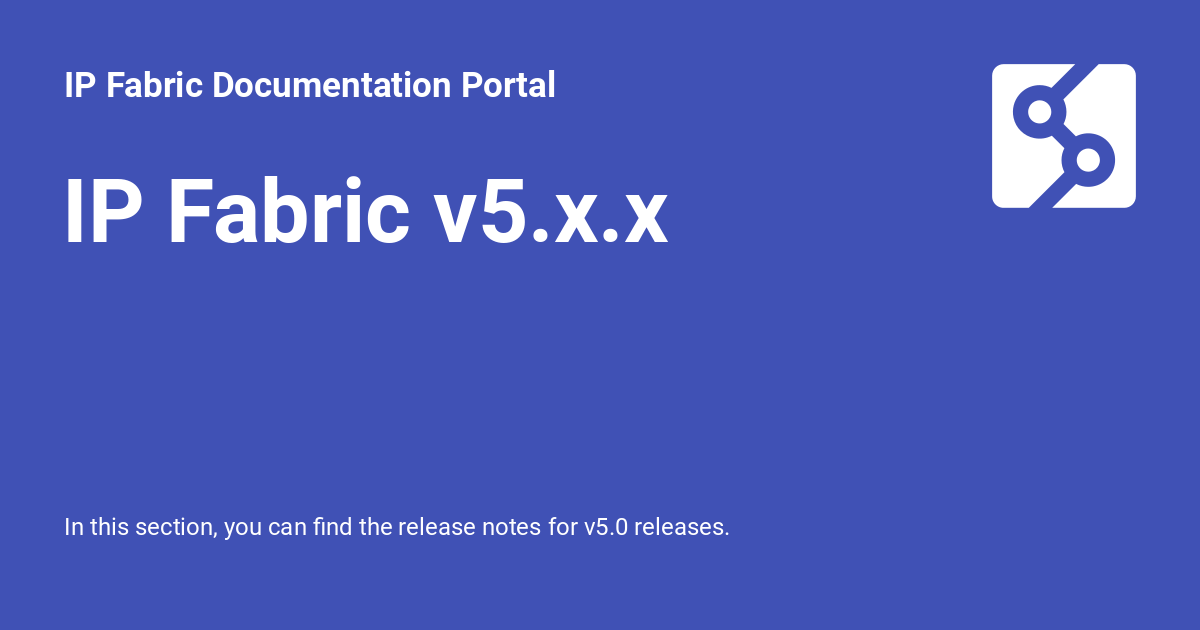 IP Fabric Documentation Portal
IP Fabric v5.x.x
In this section, you can find the release notes for v5.0 releases.